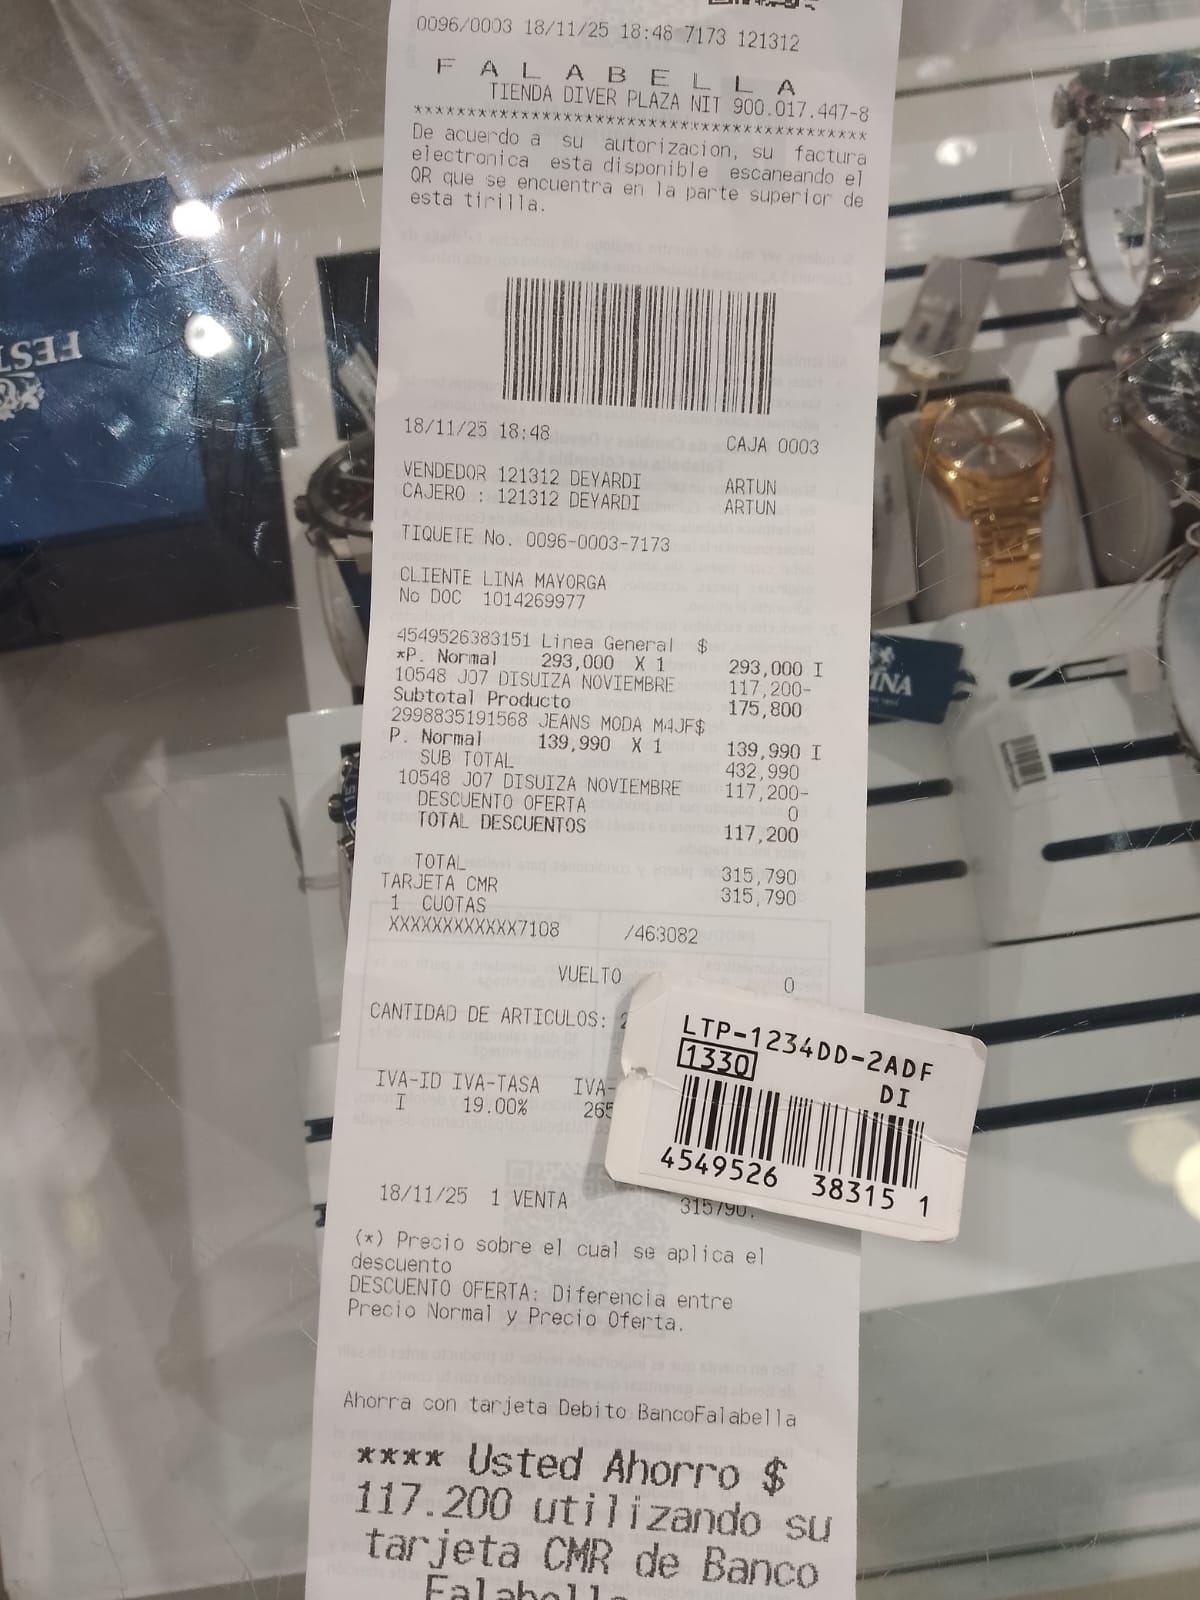 0096/0003 18/11/25 18:48 7173 121312
F A L A B E L L A
TIENDA DIVER PLAZA NIT 900.017.447-8
******************************************
De acuerdo a su autorizacion, su factura
electronica esta disponible escaneando el
QR que se encuentra en la parte superior de
esta tirilla.
18/11/25 18:48 CAJA 0003
VENDEDOR 121312 DEYARDI ARTUN
CAJERO : 121312 DEYARDI ARTUN
TIQUETE No. 0096-0003-7173
CLIENTE LINA MAYORGA
No DOC 1014269977
4549526383151 Linea General $
*P. Normal 293,000 X 1 293,000 I
10548 J07 DISUIZA NOVIEMBRE 117,200-
Subtotal Producto 175,800
2998835191568 JEANS MODA M4JF$
P. Normal 139,990 X 1 139,990 I
SUB TOTAL 432,990
10548 J07 DISUIZA NOVIEMBRE 117,200-
DESCUENTO OFERTA 0
TOTAL DESCUENTOS 117,200
TOTAL 315,790
TARJETA CMR 315,790
1 CUOTAS
XXXXXXXXXXXX7108 /463082
VUELTO 0
CANTIDAD DE ARTICULOS: 2
IVA-ID IVA-TASA IVA-
I 19.00% 265
18/11/25 1 VENTA 315790.
(*) Precio sobre el cual se aplica el
descuento
DESCUENTO OFERTA: Diferencia entre
Precio Normal y Precio Oferta.
Ahorra con tarjeta Debito BancoFalabella
**** Usted Ahorro $
117.200 utilizando su
tarjeta CMR de Banco
Falabella
LTP-1234DD-2ADF
1330 DI
4549526 38315 1
FEST
INA